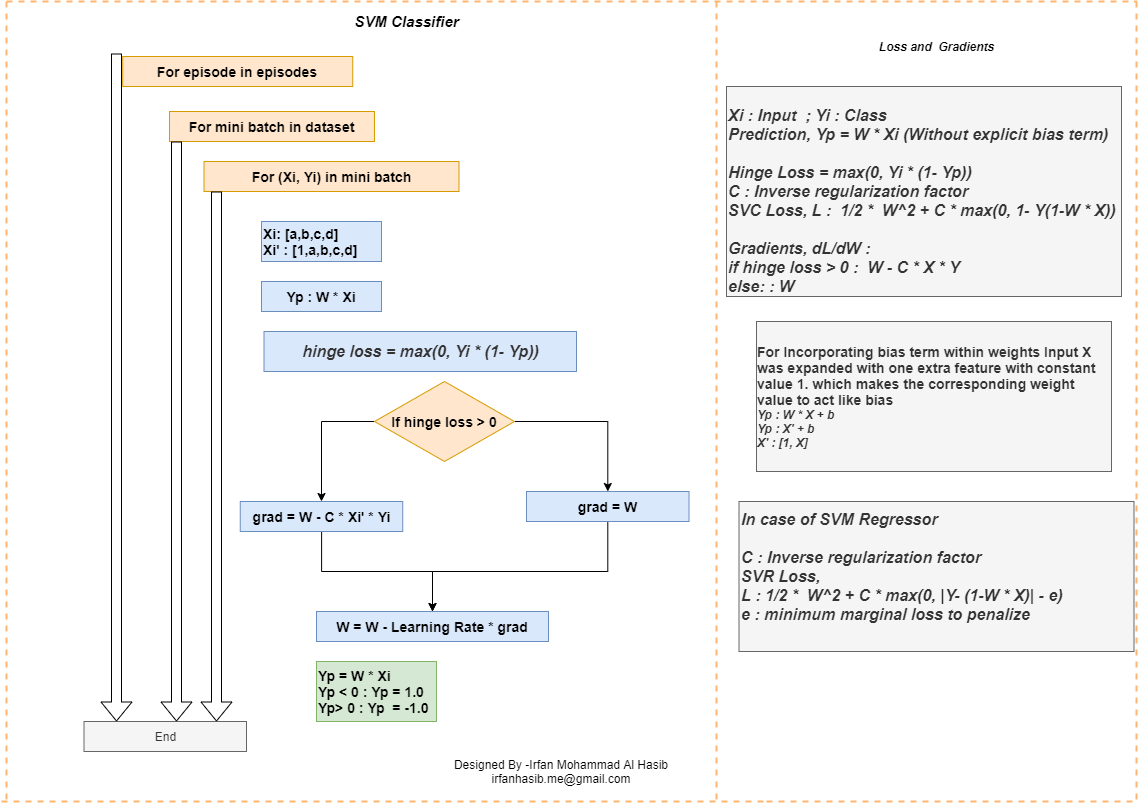 SVM Classifier
For episode in episodes
For mini batch in dataset
For (Xi, Yi) in mini batch
Xi: [a,b,c,d]
Xi' : [1,a,b,c,d]
Yp : W * Xi
hinge loss = max(0, Yi * (1- Yp))
If hinge loss > 0
grad = W - C * Xi' * Yi
grad = W
W = W - Learning Rate * grad
Yp = W * Xi
Yp < 0 : Yp = 1.0
Yp> 0 : Yp  = -1.0
End
Designed By -Irfan Mohammad Al Hasib
irfanhasib.me@gmail.com
Loss and  Gradients
Xi : Input  ; Yi : Class
Prediction, Yp = W * Xi (Without explicit bias term)
Hinge Loss = max(0, Yi * (1- Yp))
C : Inverse regularization factor
SVC Loss, L :  1/2 *  W^2 + C * max(0, 1- Y(1-W * X))
Gradients, dL/dW :
if hinge loss > 0 :  W - C * X * Y
else: : W
For Incorporating bias term within weights Input X
was expanded with one extra feature with constant
value 1. which makes the corresponding weight
value to act like bias
Yp : W * X + b
Yp : X' + b
X' : [1, X]
In case of SVM Regressor
C : Inverse regularization factor
SVR Loss,
L : 1/2 *  W^2 + C * max(0, |Y- (1-W * X)| - e)
e : minimum marginal loss to penalize